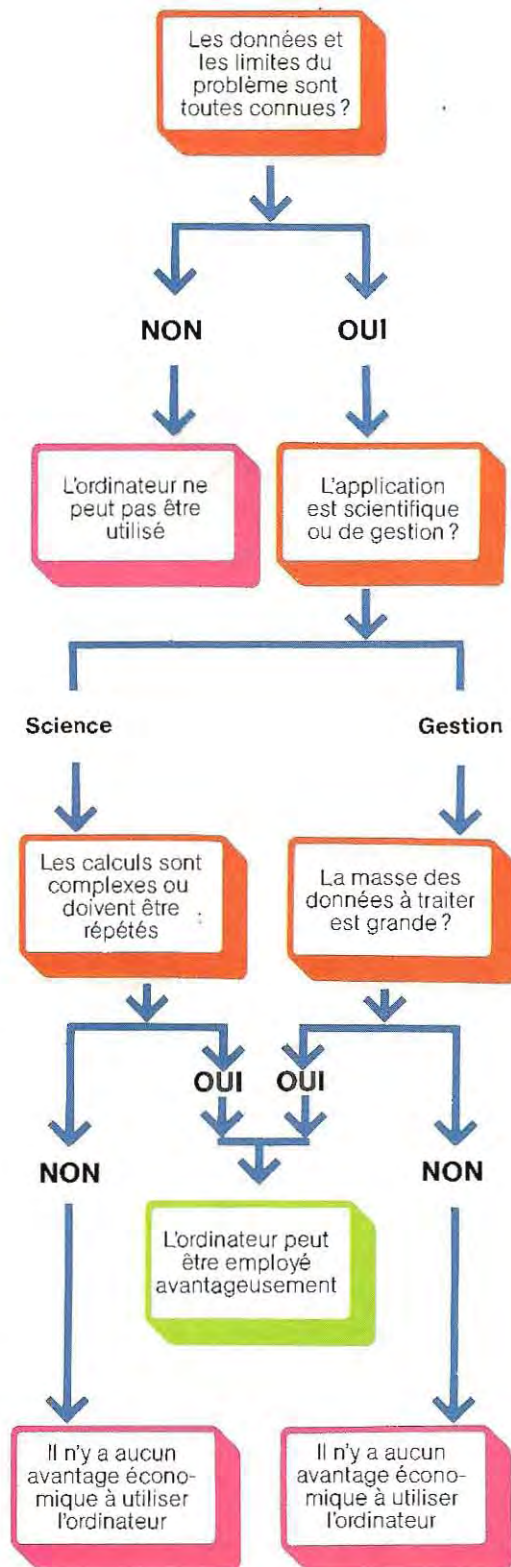 Les données et
les limites du
problème sont
toutes connues ?
NON
OUI
L'ordinateur ne
peut pas être
utilisé
L'application
est scientifique
ou de gestion ?
Science
Gestion
Les calculs sont
complexes ou
doivent être
répétés
La masse des
données à traiter
est grande ?
OUI
OUI
NON
NON
L'ordinateur peut
être employé
avantageusement
Il n'y a aucun
avantage écono-
mique à utiliser
l'ordinateur
Il n'y a aucun
avantage écono-
mique à utiliser
l'ordinateur